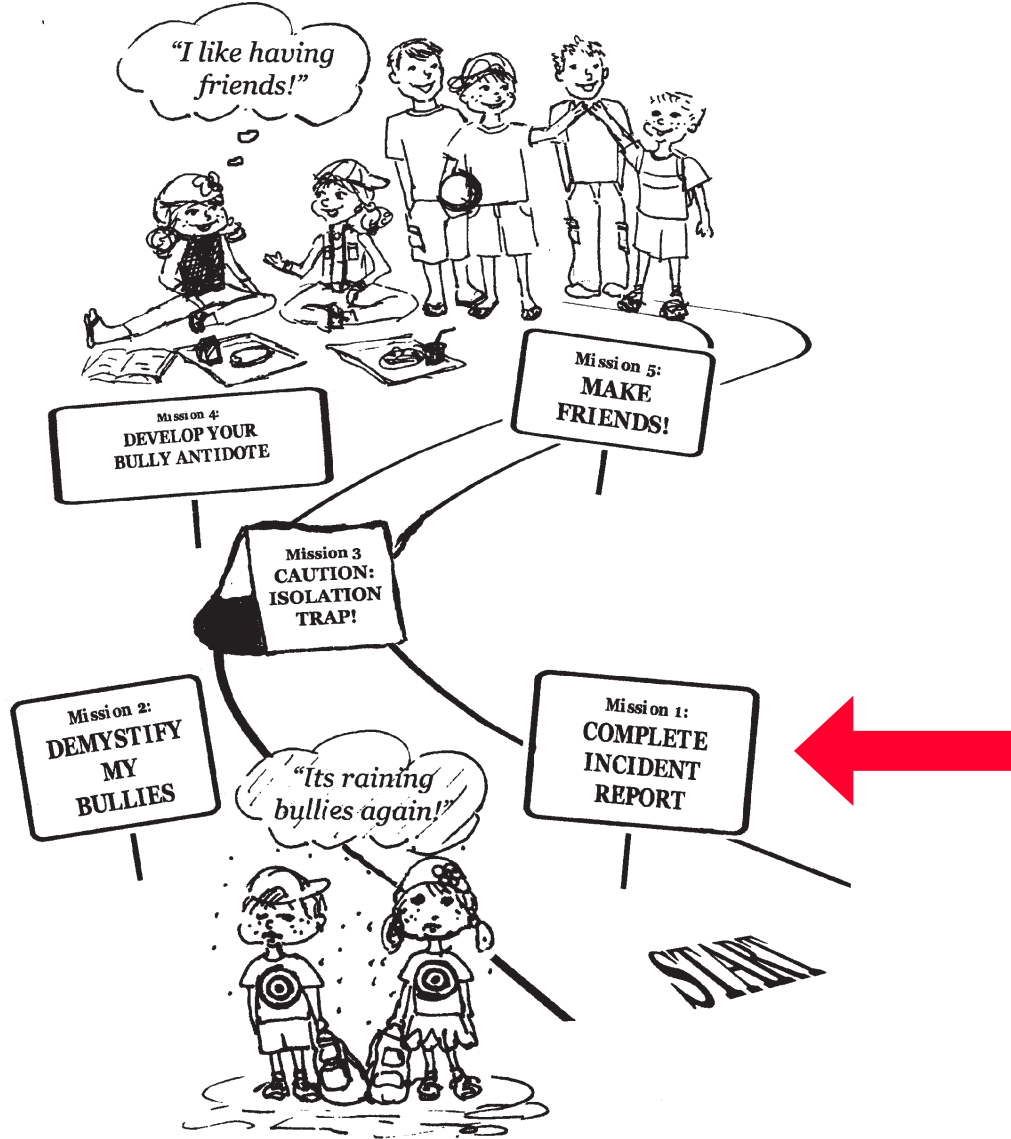 “I like having
friends!”
Mission 5:
MAKE
FRIENDS!
Mission 4:
DEVELOP YOUR
BULLY ANTIDOTE
Mission 3
CAUTION:
ISOLATION
TRAP!
Mission 2:
DEMYSTIFY
MY
BULLIES
Mission 1:
COMPLETE
INCIDENT
REPORT
“Its raining
bullies again!”
START